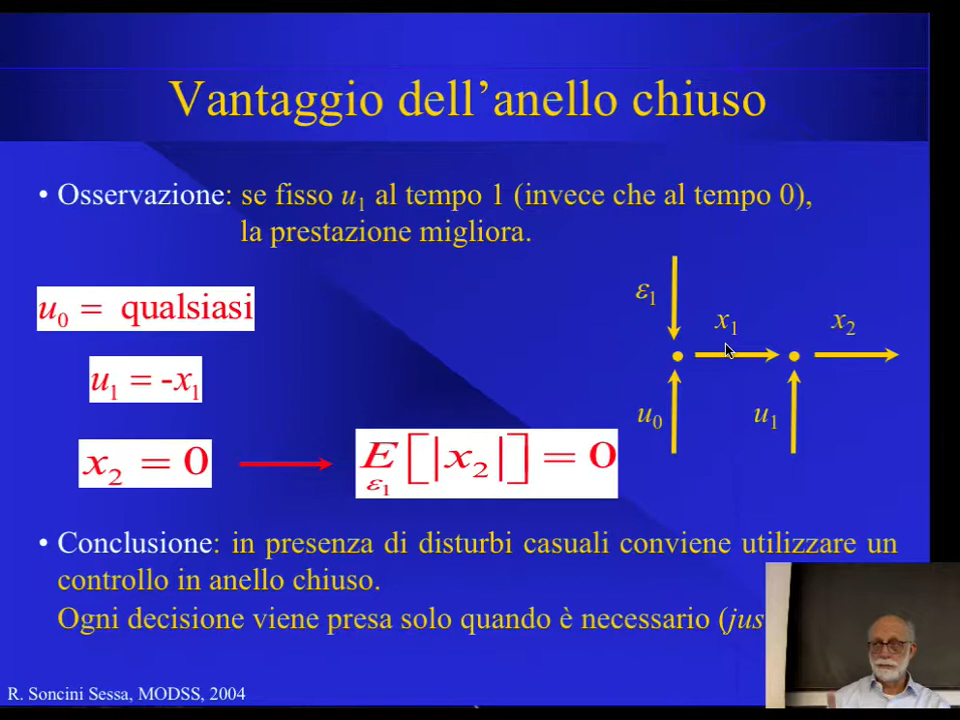 Vantaggio dell’anello chiuso
• Osservazione: se fisso u₁ al tempo 1 (invece che al tempo 0),
la prestazione migliora.
u₀ = qualsiasi
u₁ = -x₁
x₂ = 0
E [|x₂|] = 0
ε₁
ε₁
x₁
x₂
u₀
u₁
• Conclusione: in presenza di disturbi casuali conviene utilizzare un
controllo in anello chiuso.
Ogni decisione viene presa solo quando è necessario (jus
R. Soncini Sessa, MODSS, 2004